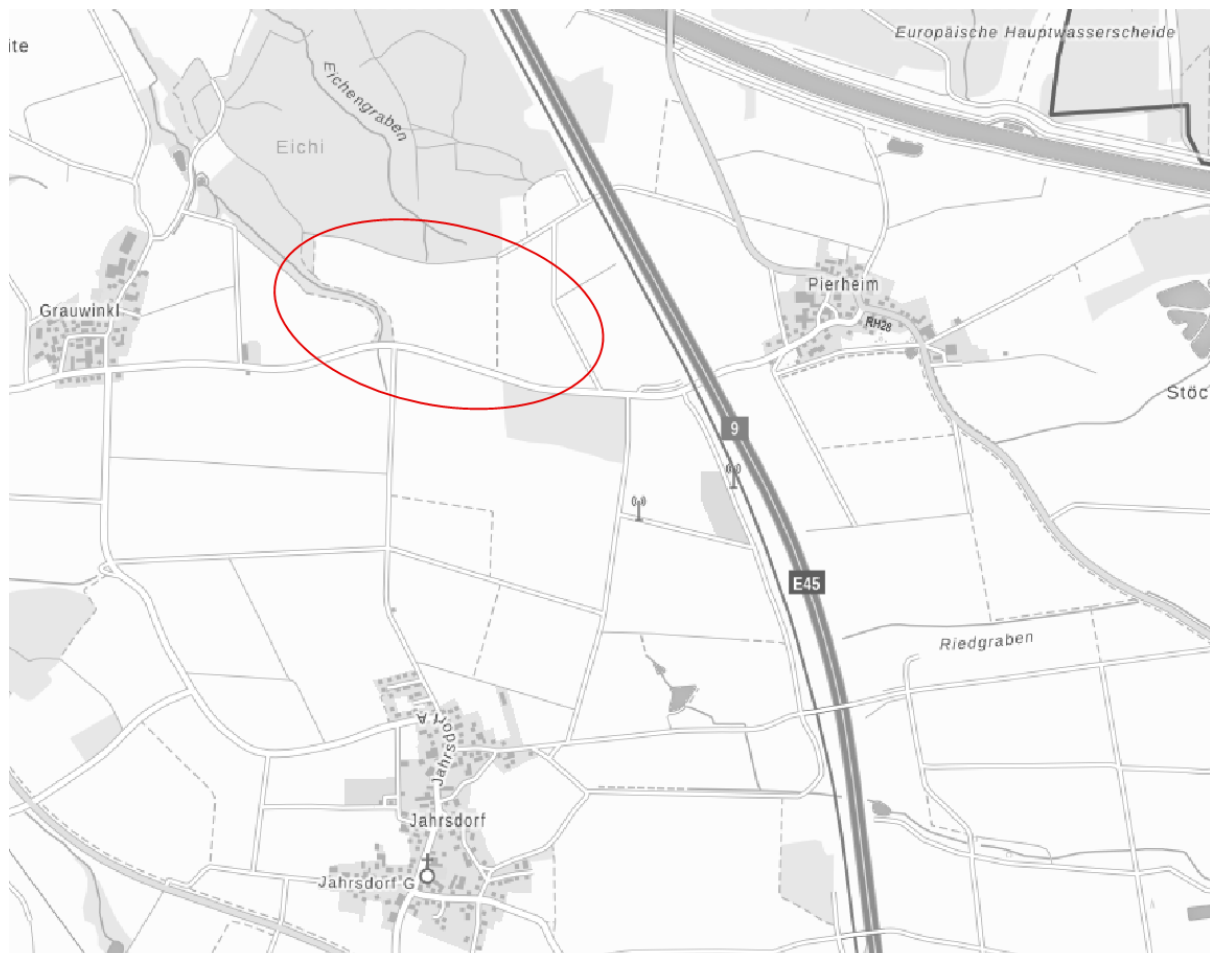 Europäische Hauptwasserscheide
ite
Eichengraben
Eichi
Pierheim
Grauwinkl
RH28
Stöc
9
E45
Riedgraben
Jahrsdorf
Jahrsdorf
Jahrsdorf G